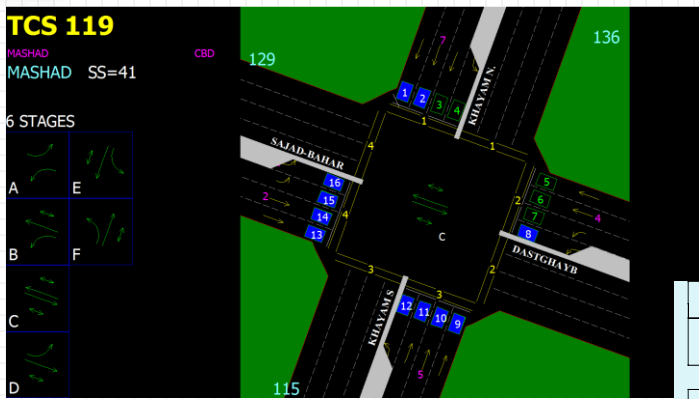 TCS 119
MASHAD CBD
MASHAD SS=41
6 STAGES
A E
B F
C
D
129
136
115
7
KHAYAM N.
1 2 3 4
1 1
SAJAD-BAHAR
4
16
15
14
13
2
4
5
6
7
8
2
4
DASTGHAYB
2
C
3 3
12 11 10 9
KHAYAM S
5